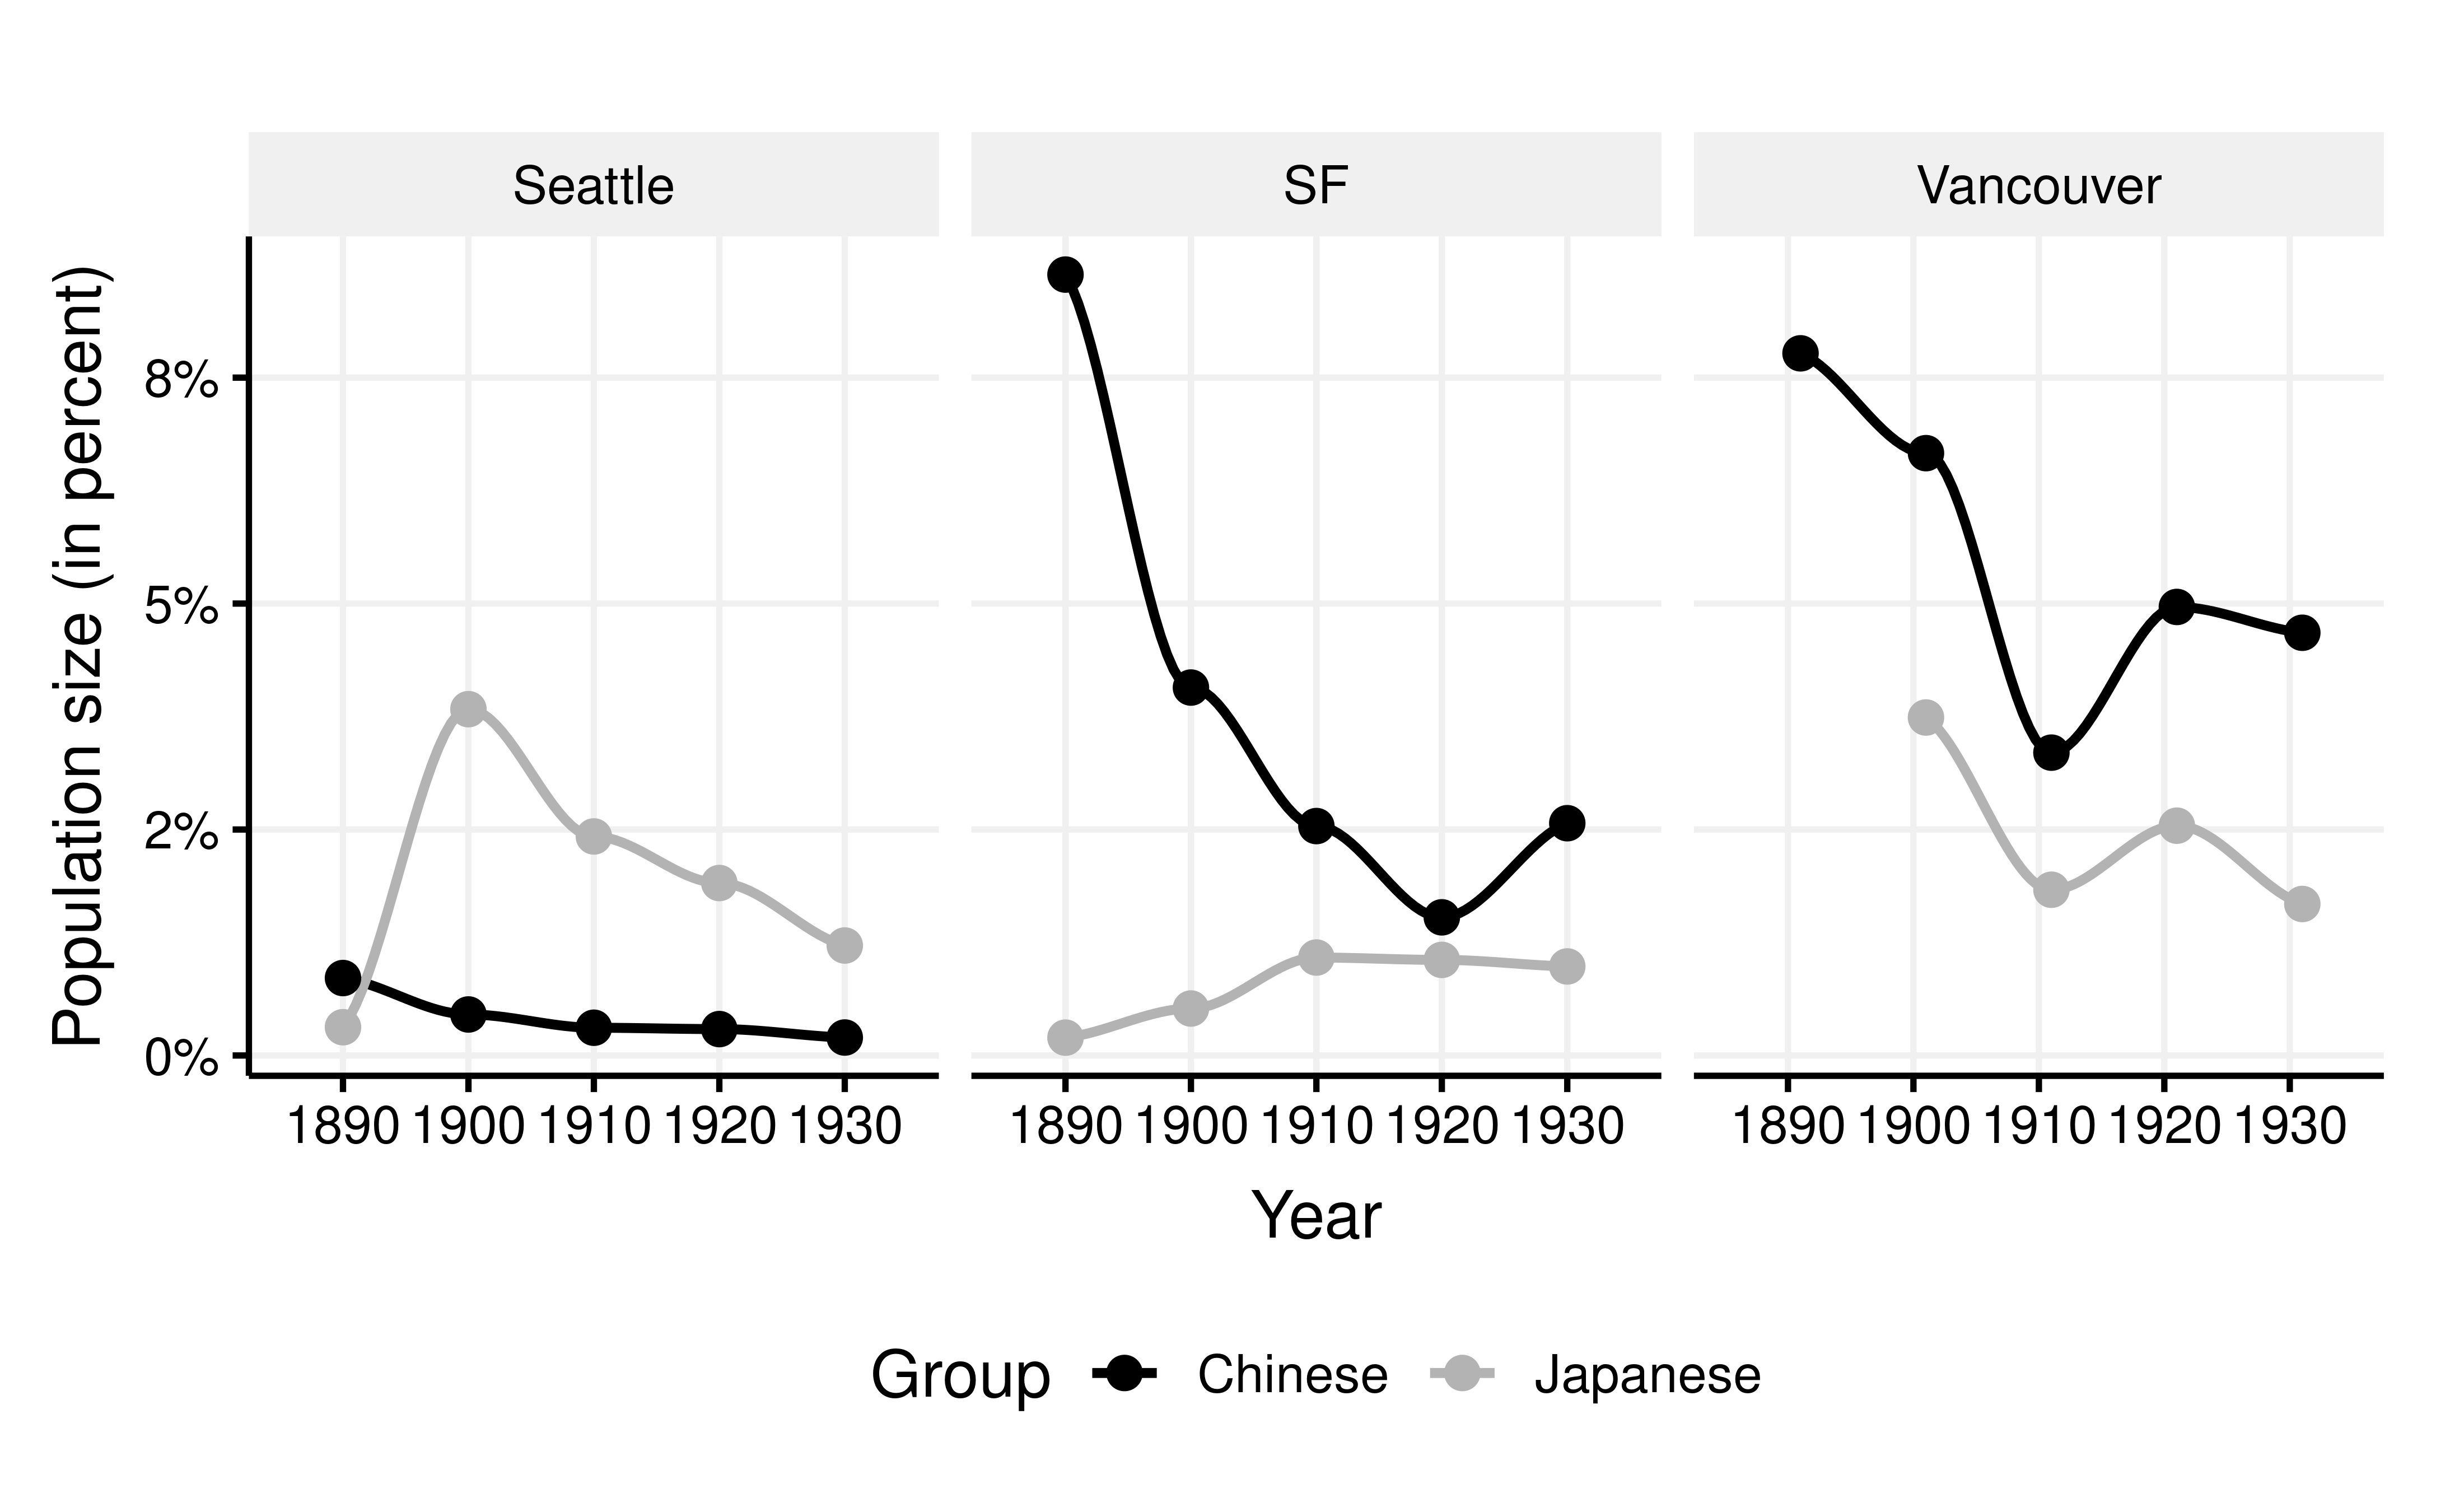 Seattle SF Vancouver
Population size (in percent)
8%
5%
2%
0%
1890 1900 1910 1920 1930 1890 1900 1910 1920 1930 1890 1900 1910 1920 1930
Year
Group Chinese Japanese